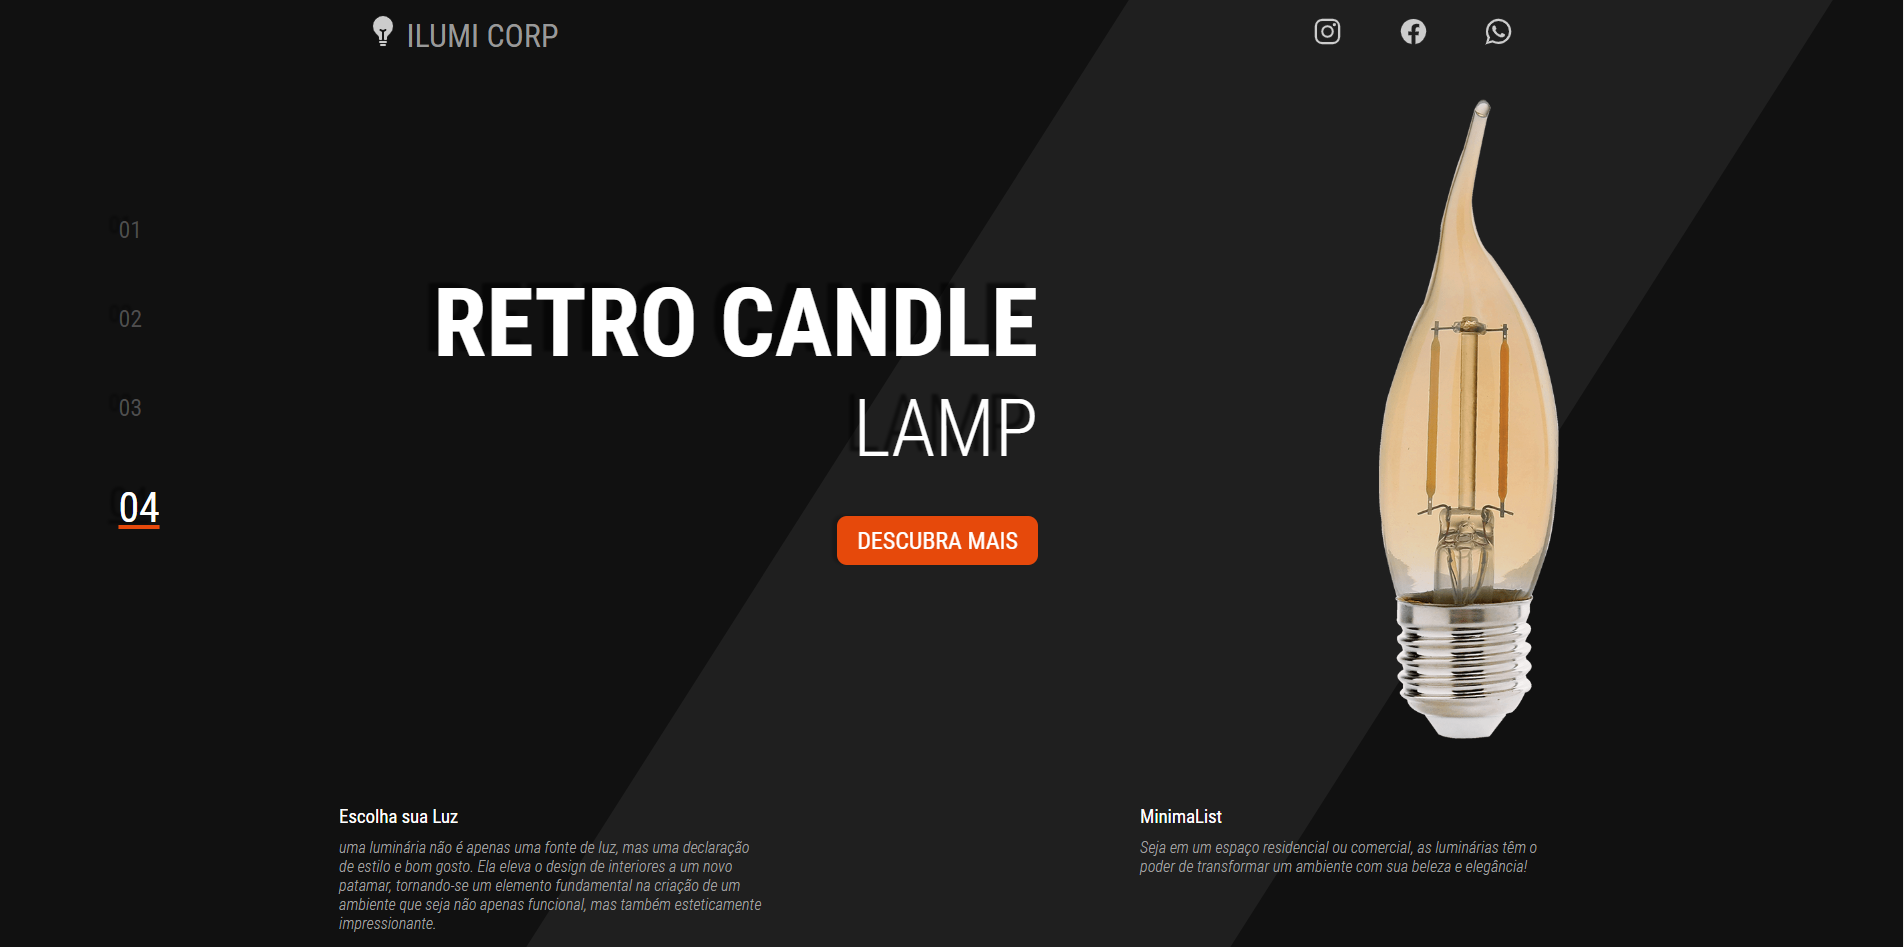 ILUMI CORP
01
02
03
04
RETRO CANDLE
LAMP
DESCUBRA MAIS
Escolha sua Luz
uma luminária não é apenas uma fonte de luz, mas uma declaração
de estilo e bom gosto. Ela eleva o design de interiores a um novo
patamar, tornando-se um elemento fundamental na criação de um
ambiente que seja não apenas funcional, mas também esteticamente
impressionante.
MinimaList
Seja em um espaço residencial ou comercial, as luminárias têm o
poder de transformar um ambiente com sua beleza e elegância!